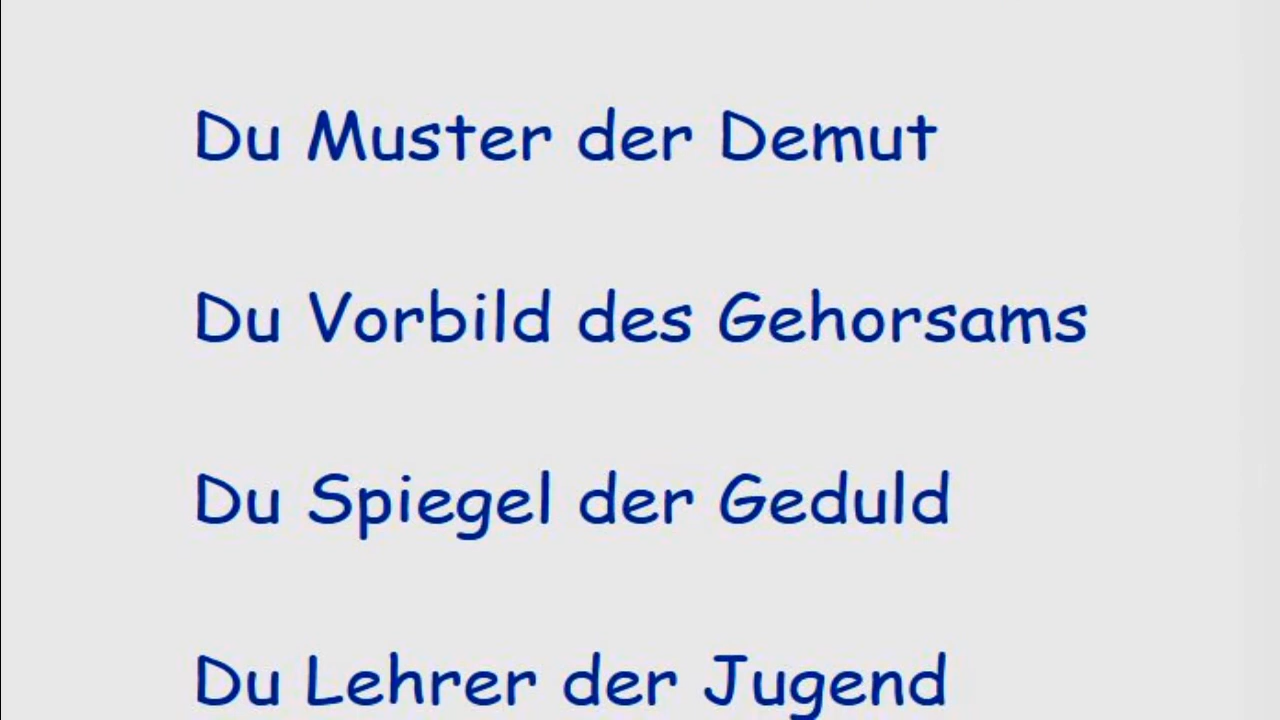 Du Muster der Demut
Du Vorbild des Gehorsams
Du Spiegel der Geduld
Du Lehrer der Jugend